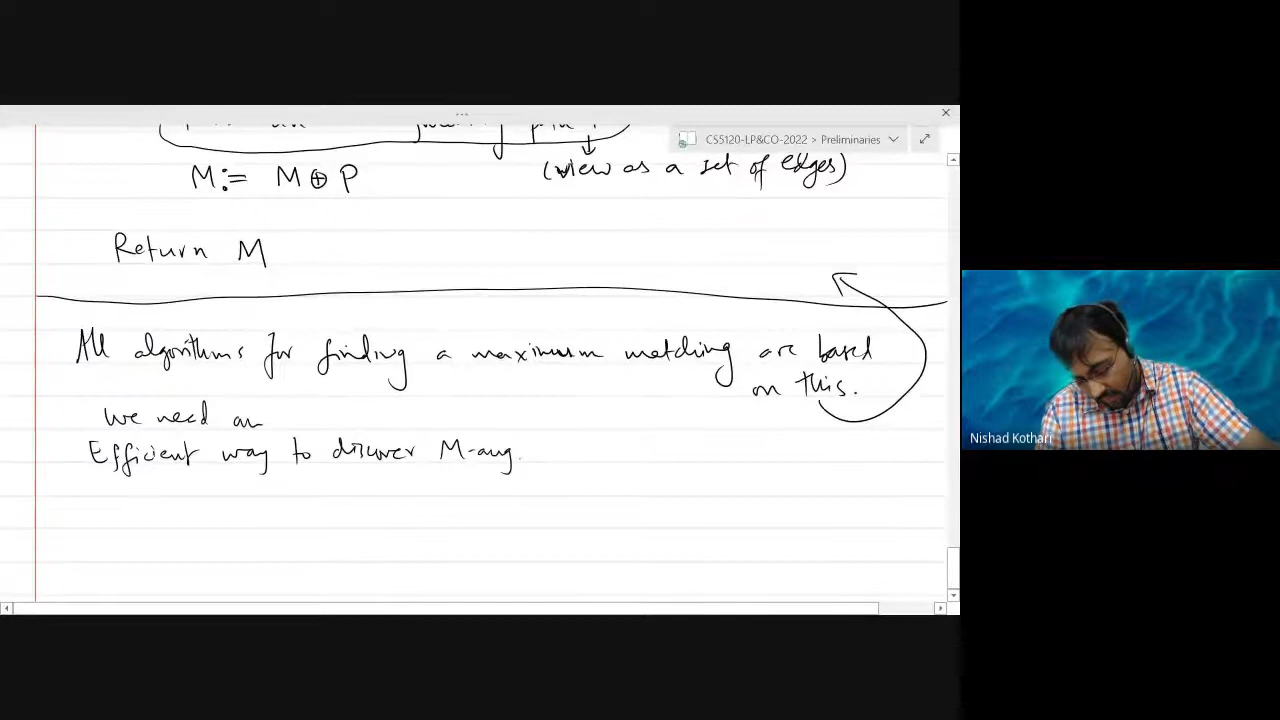 CS5120-LP&CO-2022 > Preliminaries
M := M ⊕ P
(view as a set of edges)
Return M
All algorithms for finding a maximum matching are based
on this.
We need an
Efficient way to discover M-aug.
Nishad Kothari